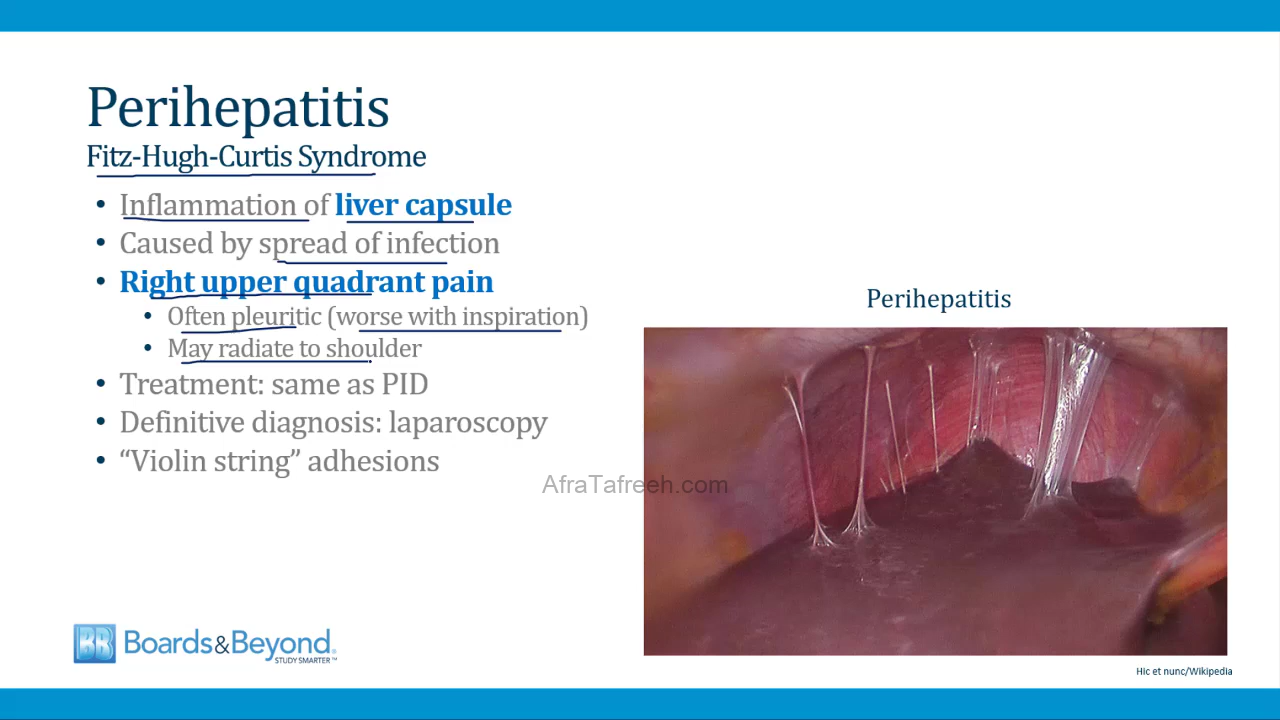 Perihepatitis
Fitz-Hugh-Curtis Syndrome
• Inflammation of liver capsule
• Caused by spread of infection
• Right upper quadrant pain
• Often pleuritic (worse with inspiration)
• May radiate to shoulder
• Treatment: same as PID
• Definitive diagnosis: laparoscopy
• “Violin string” adhesions
Perihepatitis
AfraTafreeh.com
BB Boards&Beyond.
STUDY SMARTER™
Hic et nunc/Wikipedia